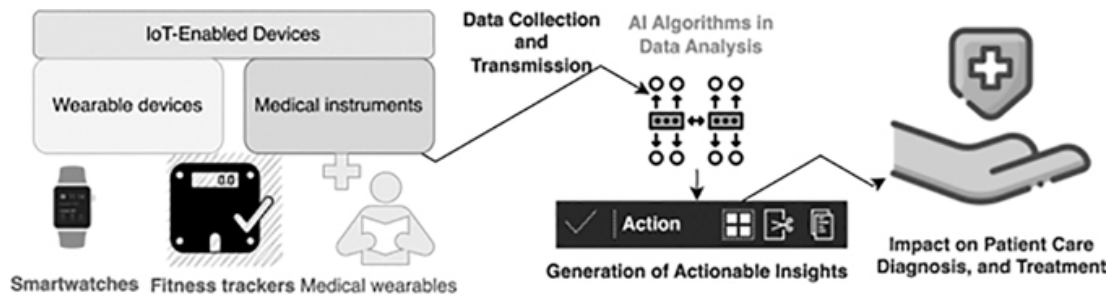 IoT-Enabled Devices
Wearable devices
Medical instruments
0.0
Smartwatches
Fitness trackers
Medical wearables
Data Collection
and
Transmission
AI Algorithms in
Data Analysis
Action
Generation of Actionable Insights
Impact on Patient Care
Diagnosis, and Treatment